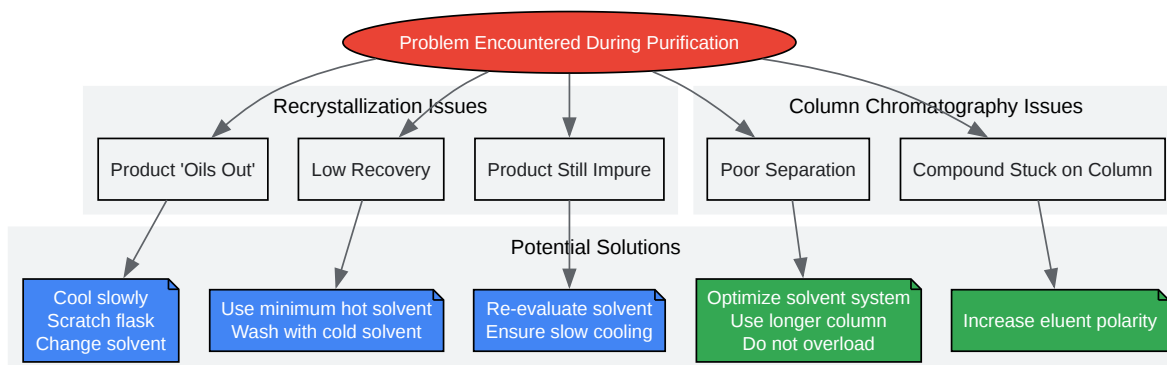 Problem Encountered During Purification
Recrystallization Issues
Column Chromatography Issues
Product 'Oils Out'
Low Recovery
Product Still Impure
Poor Separation
Compound Stuck on Column
Potential Solutions
Cool slowly
Scratch flask
Change solvent
Use minimum hot solvent
Wash with cold solvent
Re-evaluate solvent
Ensure slow cooling
Optimize solvent system
Use longer column
Do not overload
Increase eluent polarity